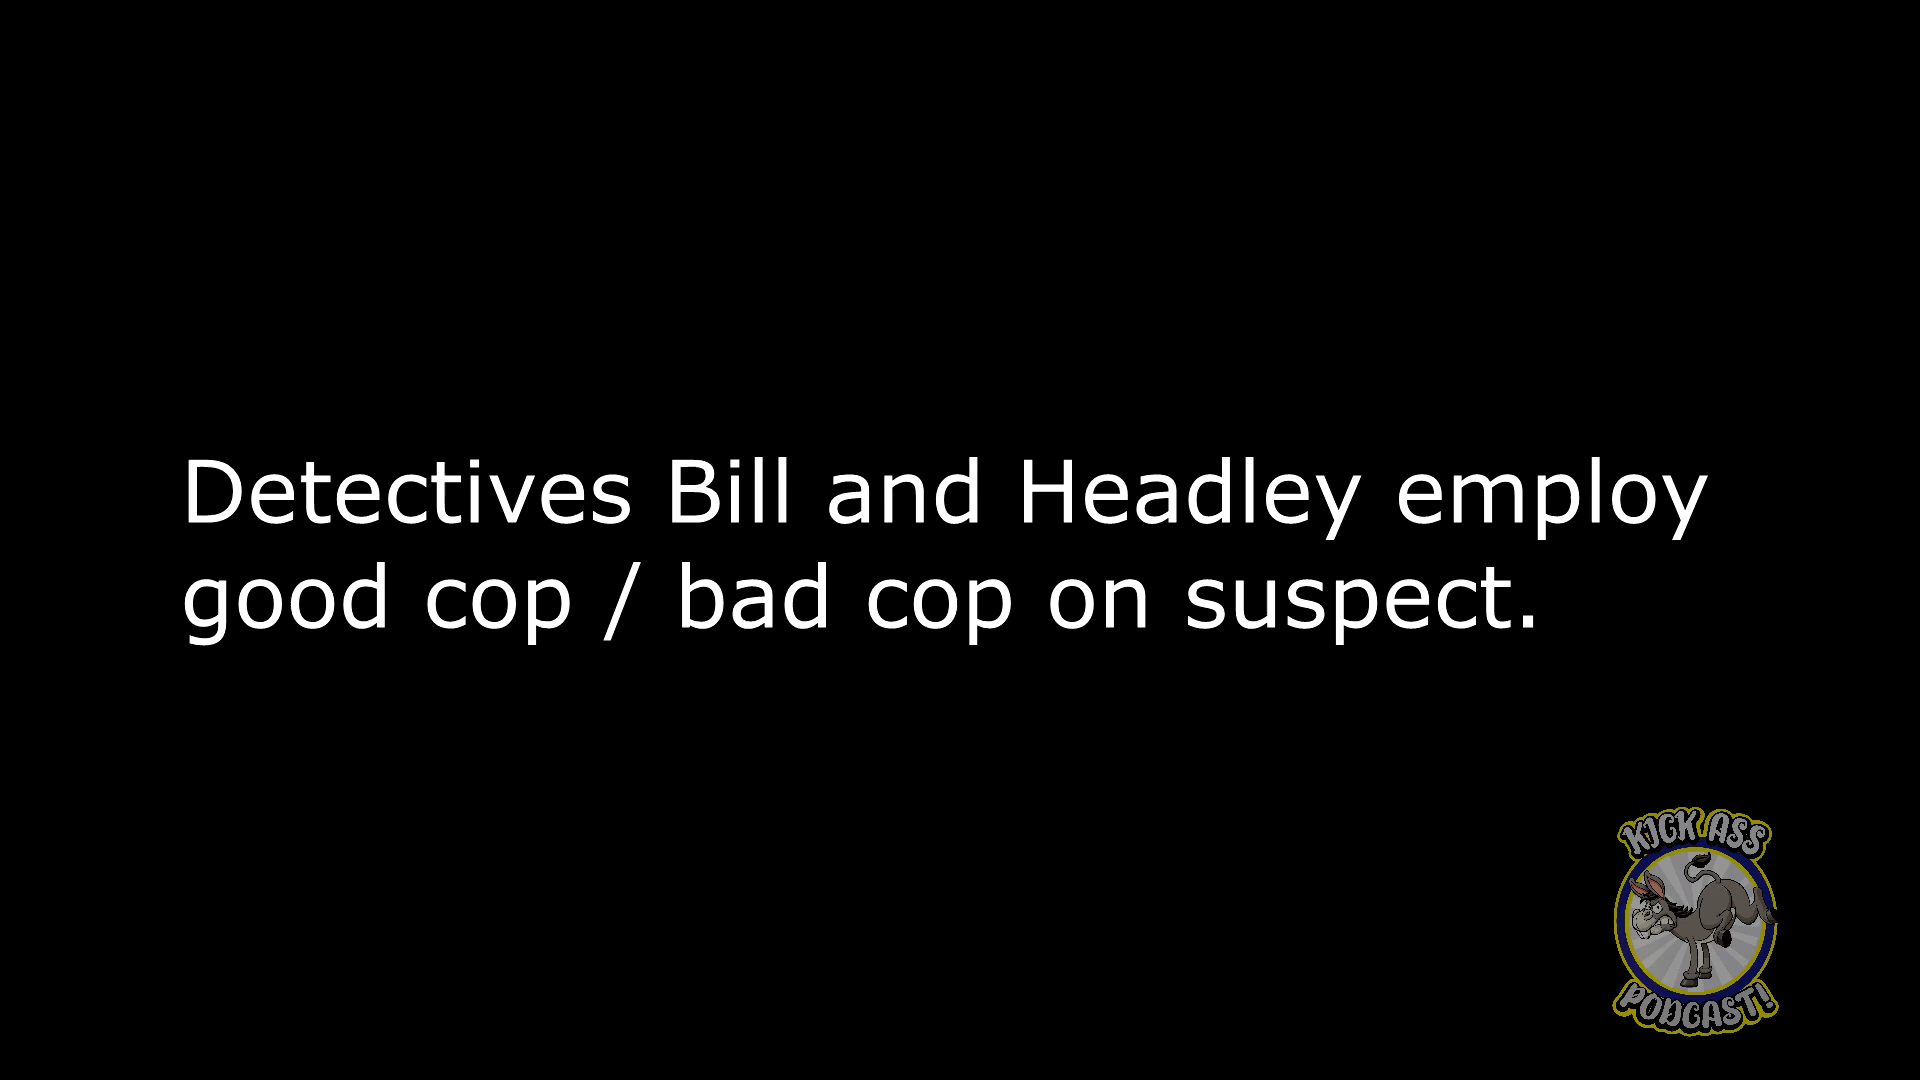 Detectives Bill and Headley employ
good cop / bad cop on suspect.
KICK ASS
PODCAST!